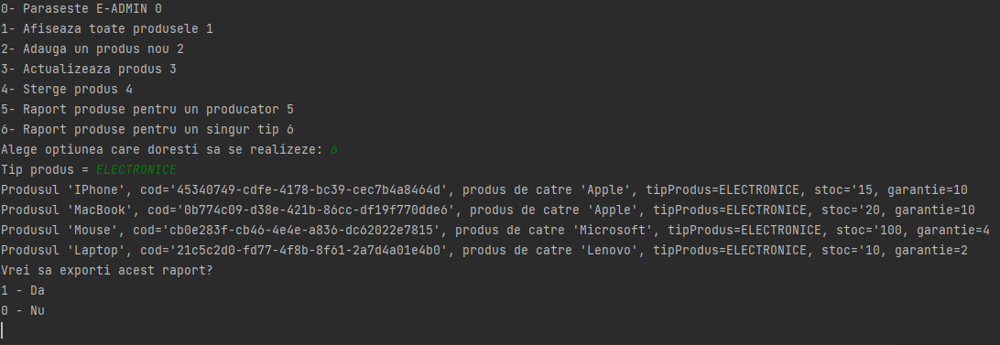 0- Paraseste E-ADMIN 0
1- Afiseaza toate produsele 1
2- Adauga un produs nou 2
3- Actualizeaza produs 3
4- Sterge produs 4
5- Raport produse pentru un producator 5
6- Raport produse pentru un singur tip 6
Alege optiunea care doresti sa se realizeze: 6
Tip produs = ELECTRONICE
Produsul 'IPhone', cod='45340749-cdfe-4178-bc39-cec7b4a8464d', produs de catre 'Apple', tipProdus=ELECTRONICE, stoc='15, garantie=10
Produsul 'MacBook', cod='0b774c09-d38e-421b-86cc-df19f770dde6', produs de catre 'Apple', tipProdus=ELECTRONICE, stoc='20, garantie=10
Produsul 'Mouse', cod='cb0e283f-cb46-4e4e-a836-dc62022e7815', produs de catre 'Microsoft', tipProdus=ELECTRONICE, stoc='100, garantie=4
Produsul 'Laptop', cod='21c5c2d0-fd77-4f8b-8f61-2a7d4a01e4b0', produs de catre 'Lenovo', tipProdus=ELECTRONICE, stoc='10, garantie=2
Vrei sa exporti acest raport?
1 - Da
0 - Nu